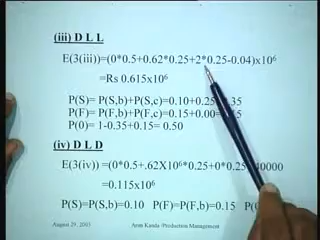 (iii) D L L
E(3(iii))=(0*0.5+0.62*0.25+2*0.25-0.04)x10⁶
=Rs 0.615x10⁶
P(S)= P(S,b)+P(S,c)=0.10+0.25 .35
P(F)= P(F,b)+P(F,c)=0.15+0.00 .15
P(0)= 1-0.35+0.15= 0.50
(iv) D L D
E(3(iv)) =(0*0.5+.62X10⁶*0.25+0*0.25 40000
=0.115x10⁶
P(S)=P(S,b)=0.10 P(F)=P(F,b)=0.15
August 29, 2003 Arun Kanda /Production Management